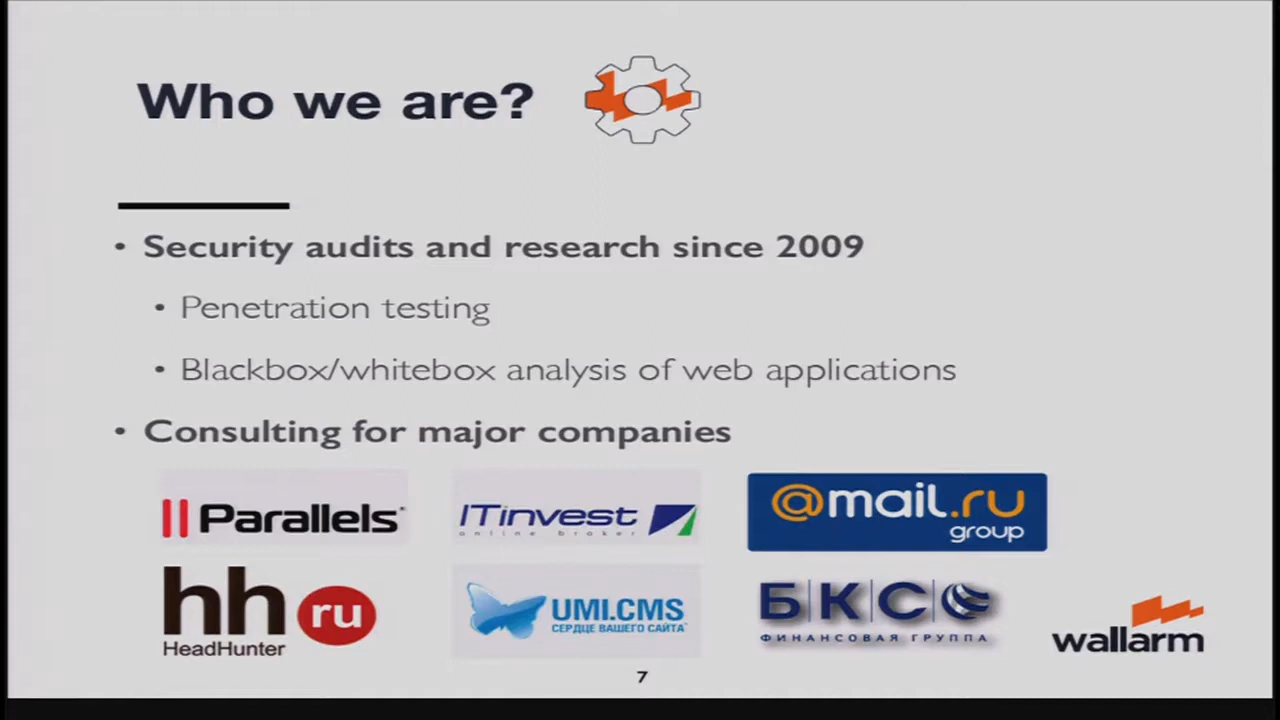 Who we are?
• Security audits and research since 2009
• Penetration testing
• Blackbox/whitebox analysis of web applications
• Consulting for major companies
Parallels
ITinvest
online broker
@mail.ru
group
hh ru
HeadHunter
UMI.CMS
СЕРДЦЕ ВАШЕГО САЙТА
БКС
ФИНАНСОВАЯ ГРУППА
wallarm
7